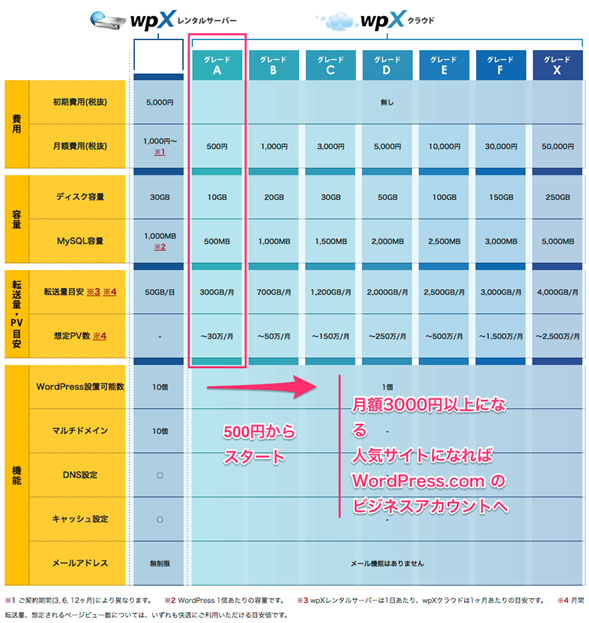 wpX レンタルサーバー wpX クラウド
グレード A グレード B グレード C グレード D グレード E グレード F グレード X
費用
初期費用(税抜) 5,000円 無し
月額費用(税抜) 1,000円〜 ※1 500円 1,000円 3,000円 5,000円 10,000円 30,000円 50,000円
容量
ディスク容量 30GB 10GB 20GB 30GB 50GB 100GB 150GB 250GB
MySQL容量 1,000MB ※2 500MB 1,000MB 1,500MB 2,000MB 2,500MB 3,000MB 5,000MB
転送量・PV目安
転送量目安 ※3 ※4 50GB/日 300GB/月 700GB/月 1,200GB/月 2,000GB/月 2,500GB/月 3,000GB/月 4,000GB/月
想定PV数 ※4 - 〜30万/月 〜50万/月 〜150万/月 〜250万/月 〜500万/月 〜1,500万/月 〜2,500万/月
機能
WordPress設置可能数 10個 1個
マルチドメイン 10個 -
DNS設定 ○
キャッシュ設定 ○ -
メールアドレス 無制限 メール機能はありません
500円から
スタート
月額3000円以上にな
る
人気サイトになれば
WordPress.com の
ビジネスアカウントへ
※1 ご契約期間(3, 6, 12ヶ月)により異なります。 ※2 WordPress 1個あたりの容量です。 ※3 wpXレンタルサーバーは1日あたり、wpXクラウドは1ヶ月あたりの目安です。 ※4 月間
転送量、想定されるページビュー数については、いずれも快適にご利用いただける目安値です。